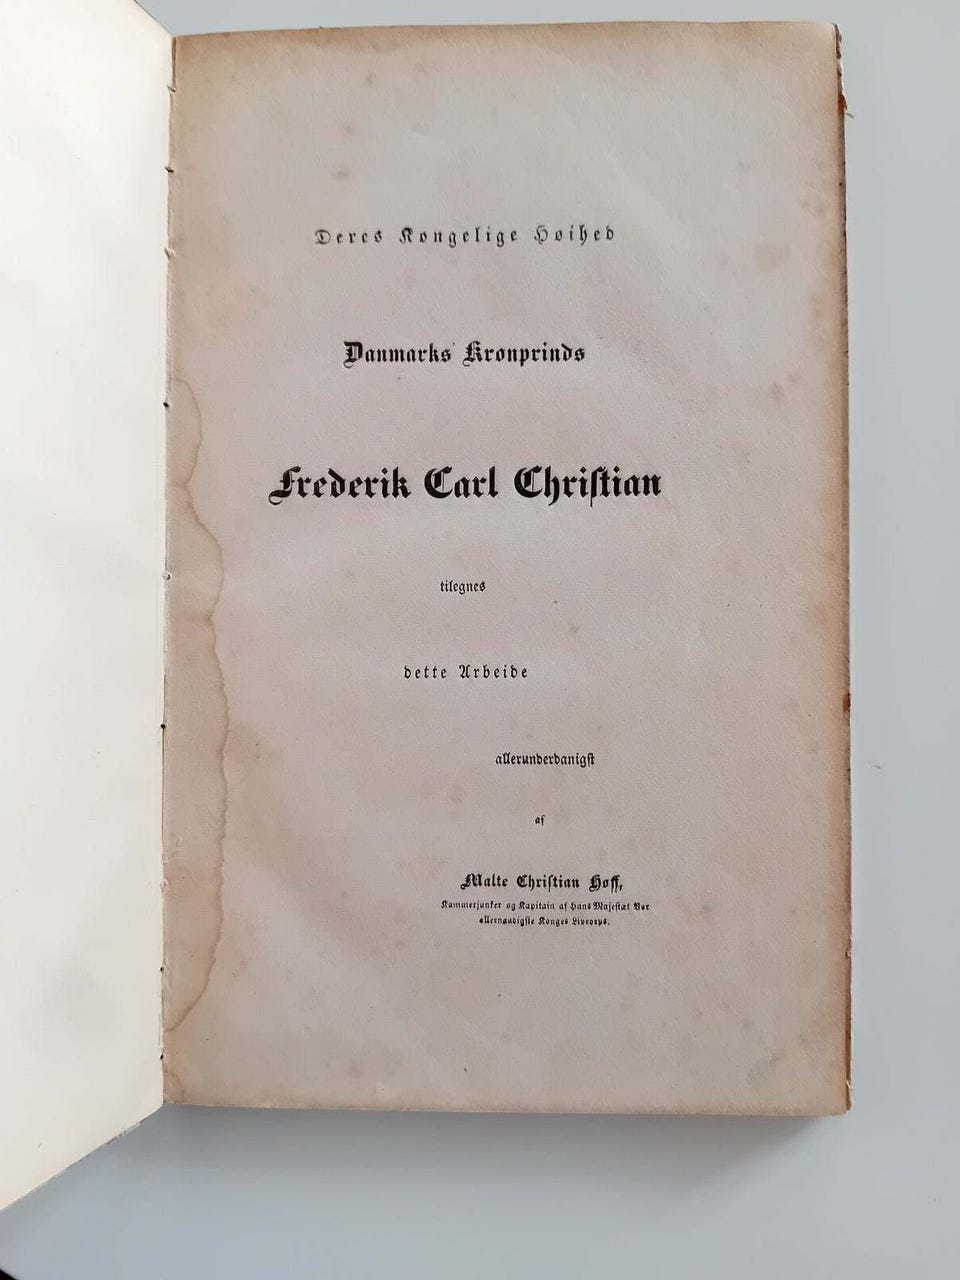 Deres Kongelige Høihed
Danmarks Kronprinds
Frederik Carl Christian
tilegnes
dette Arbeide
allerunderdanigst
af
Malte Christian Hoff,
Kammerjunker og Kapitain af Hans Majestæt Vor
allernaadigste Konges Livcorps.